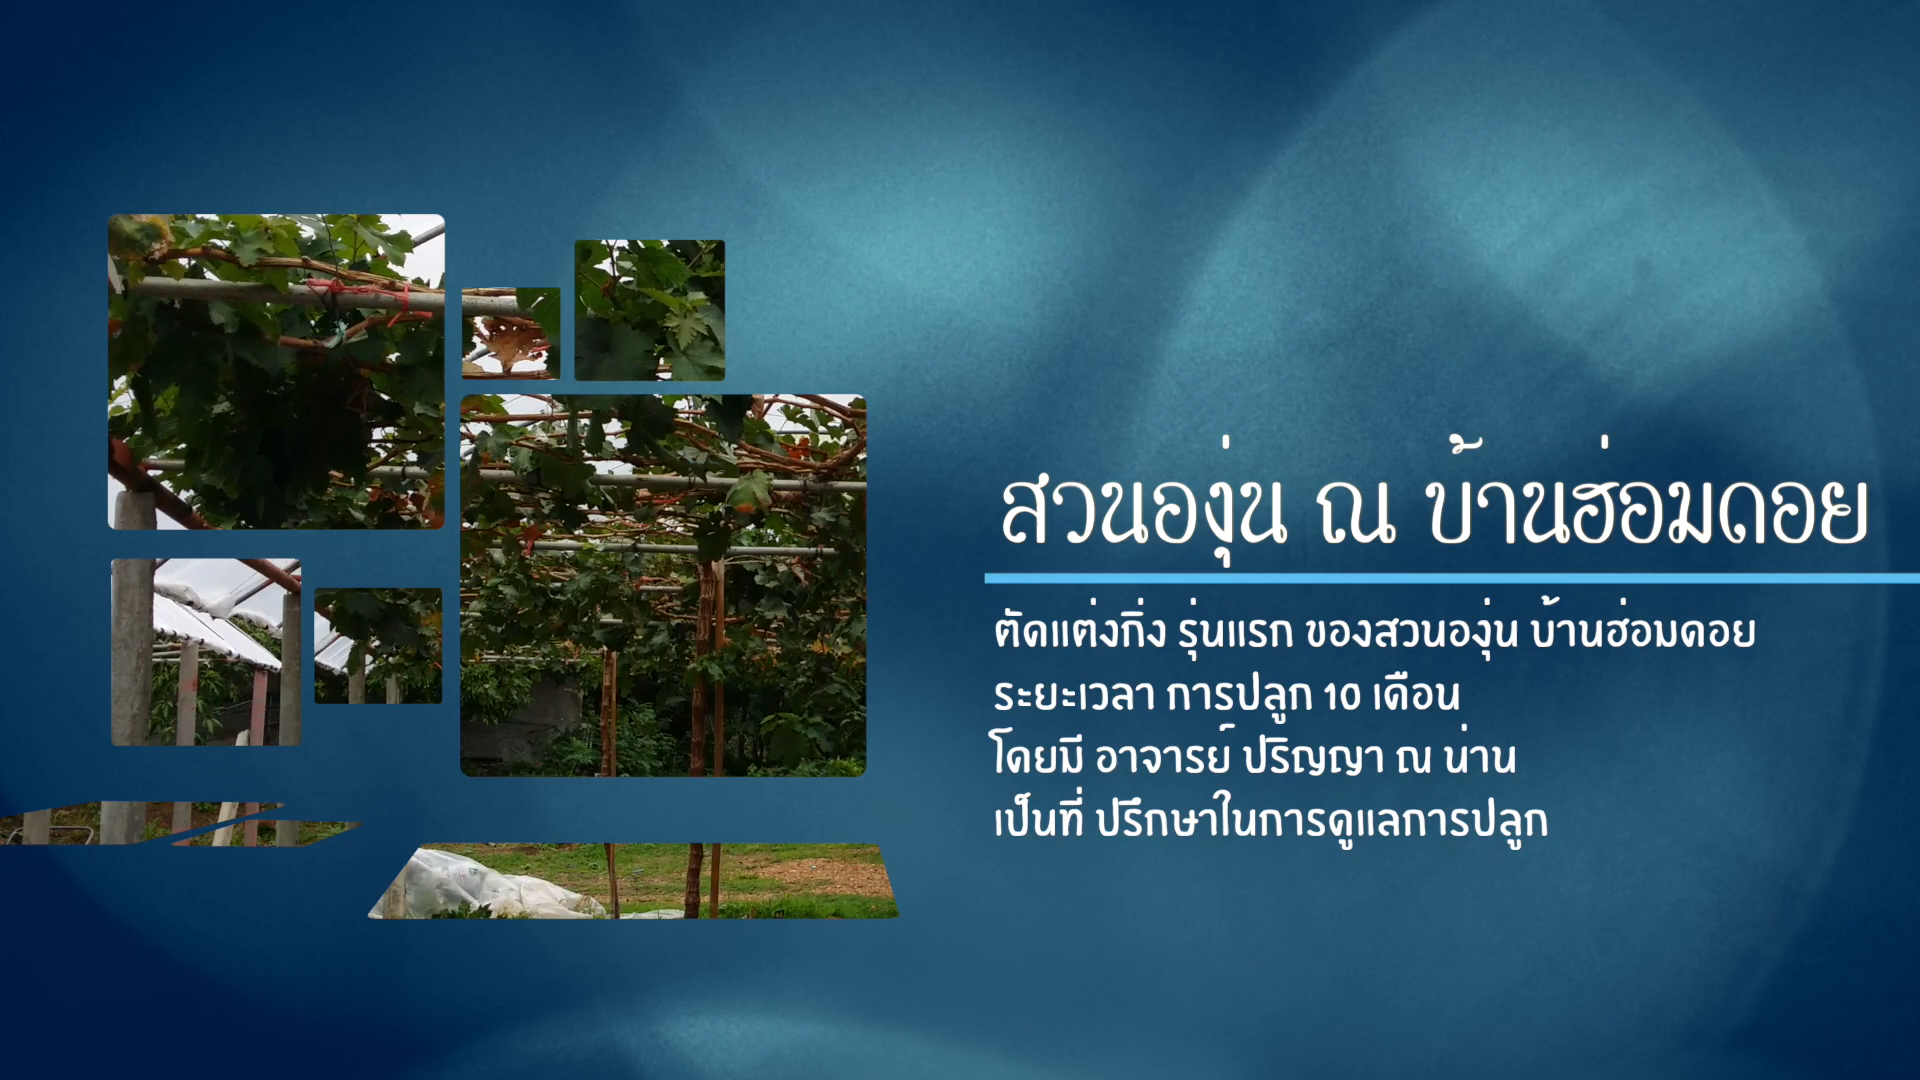 สวนองุ่น ณ บ้านฮ่อมดอย
ตัดแต่งกิ่ง รุ่นแรก ของสวนองุ่น บ้านฮ่อมดอย
ระยะเวลา การปลูก 10 เดือน
โดยมี อาจารย์ ปริญญา ณ น่าน
เป็นที่ ปรึกษาในการดูแลการปลูก